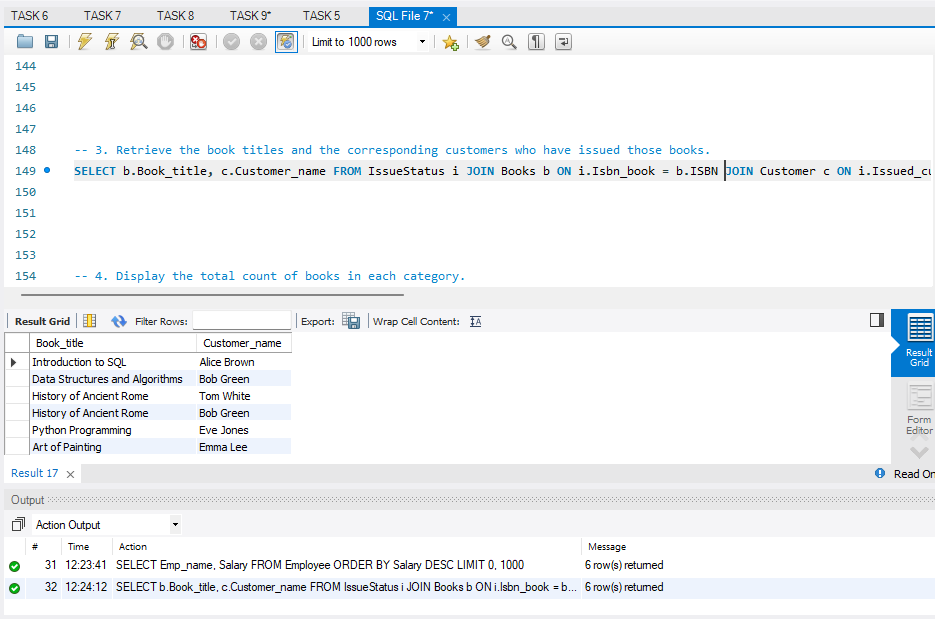 TASK 6 TASK 7 TASK 8 TASK 9* TASK 5 SQL File 7*
Limit to 1000 rows
144
145
146
147
148 -- 3. Retrieve the book titles and the corresponding customers who have issued those books.
149 SELECT b.Book_title, c.Customer_name FROM IssueStatus i JOIN Books b ON i.Isbn_book = b.ISBN JOIN Customer c ON i.Issued_cu
150
151
152
153
154 -- 4. Display the total count of books in each category.
Result Grid Filter Rows: Export: Wrap Cell Content:
Book_title Customer_name
Introduction to SQL Alice Brown
Data Structures and Algorithms Bob Green
History of Ancient Rome Tom White
History of Ancient Rome Bob Green
Python Programming Eve Jones
Art of Painting Emma Lee
Result
Grid
Form
Editor
Result 17 Read On
Output
Action Output
# Time Action Message
31 12:23:41 SELECT Emp_name, Salary FROM Employee ORDER BY Salary DESC LIMIT 0, 1000 6 row(s) returned
32 12:24:12 SELECT b.Book_title, c.Customer_name FROM IssueStatus i JOIN Books b ON i.Isbn_book = b... 6 row(s) returned